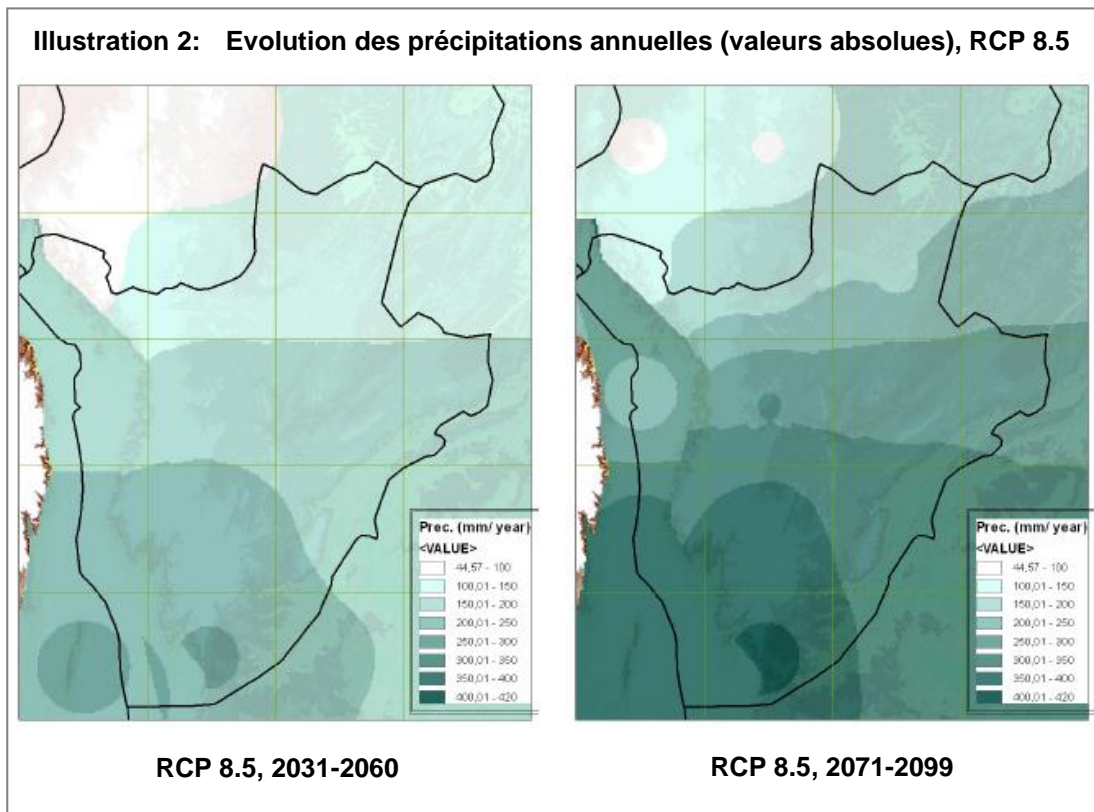 Illustration 2: Evolution des précipitations annuelles (valeurs absolues), RCP 8.5
Prec. (mm/ year)
<VALUE>
44,57 - 100
100,01 - 150
150,01 - 200
200,01 - 250
250,01 - 300
300,01 - 350
350,01 - 400
400,01 - 420
Prec. (mm/ year)
<VALUE>
44,57 - 100
100,01 - 150
150,01 - 200
200,01 - 250
250,01 - 300
300,01 - 350
350,01 - 400
400,01 - 420
RCP 8.5, 2031-2060
RCP 8.5, 2071-2099